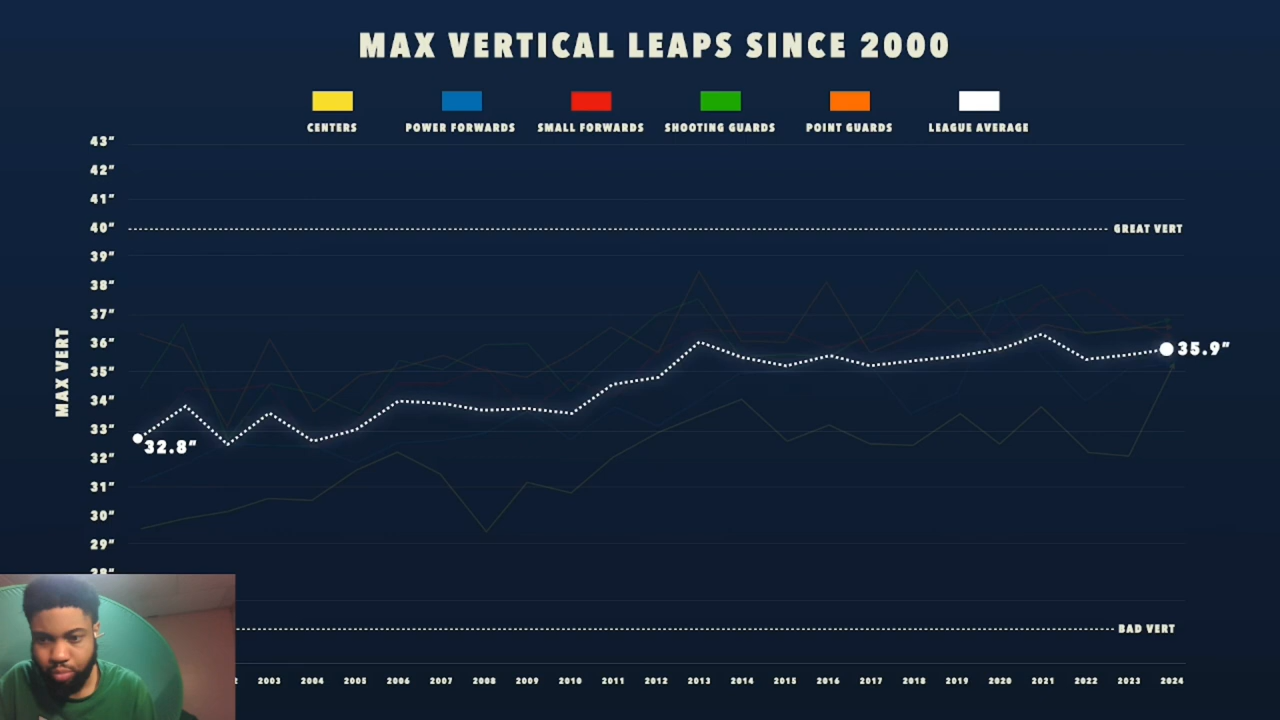 MAX VERTICAL LEAPS SINCE 2000
CENTERS POWER FORWARDS SMALL FORWARDS SHOOTING GUARDS POINT GUARDS LEAGUE AVERAGE
43"
42"
41"
40" GREAT VERT
39"
38"
37"
36"
35.9"
35"
34"
33"
32.8"
32"
31"
30"
29"
MAX VERT
BAD VERT
2003 2004 2005 2006 2007 2008 2009 2010 2011 2012 2013 2014 2015 2016 2017 2018 2019 2020 2021 2022 2023 2024